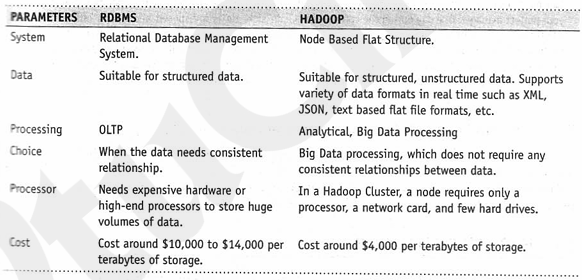 PARAMETERS RDBMS HADOOP
System Relational Database Management Node Based Flat Structure.
System.
Data Suitable for structured data. Suitable for structured, unstructured data. Supports
variety of data formats in real time such as XML,
JSON, text based flat file formats, etc.
Processing OLTP Analytical, Big Data Processing
Choice When the data needs consistent Big Data processing, which does not require any
relationship. consistent relationships between data.
Processor Needs expensive hardware or In a Hadoop Cluster, a node requires only a
high-end processors to store huge processor, a network card, and few hard drives.
volumes of data.
Cost Cost around $10,000 to $14,000 per Cost around $4,000 per terabytes of storage.
terabytes of storage.